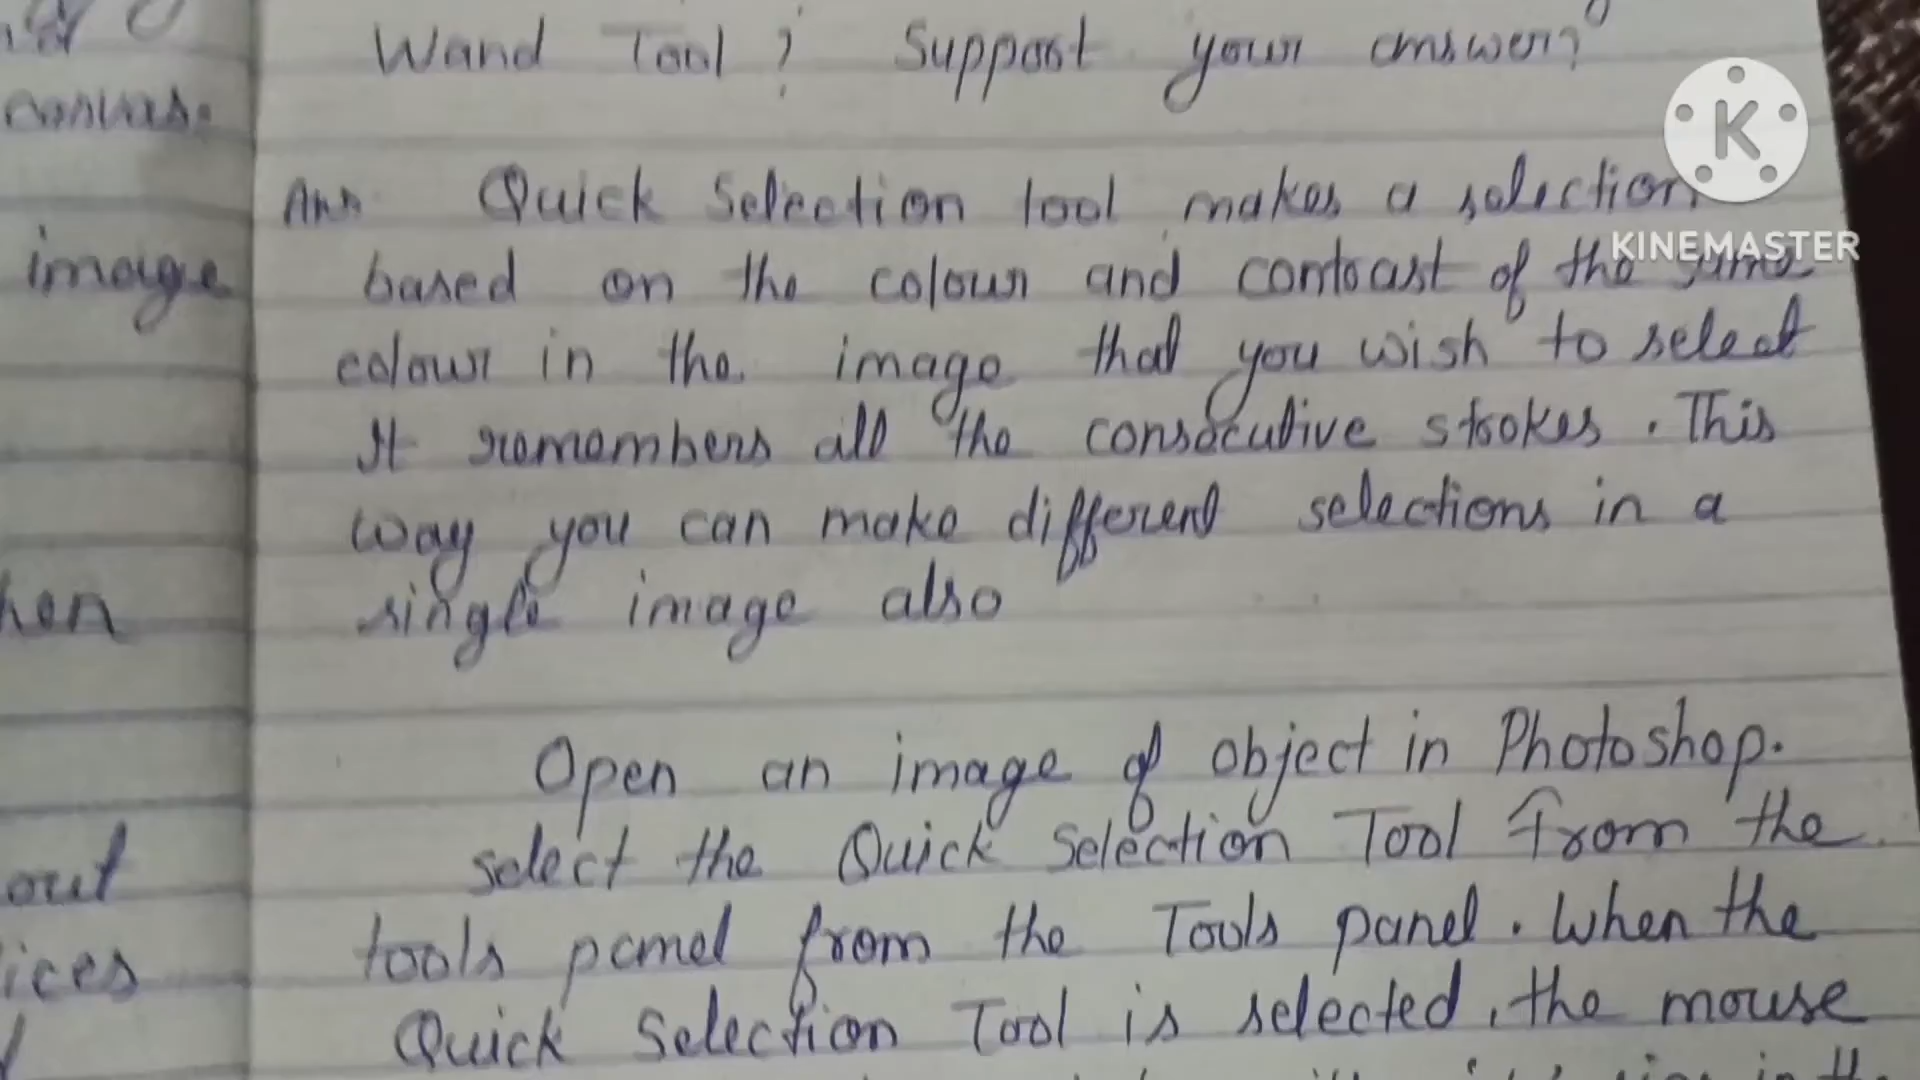 canvas.
image
hen
out
ices
Wand Tool? Support your answer?
Ans Quick Selection tool makes a selection
based on the colour and contrast of the same
colour in the image that you wish to select
It remembers all the consecutive strokes. This
way you can make different selections in a
single image also
Open an image of object in Photoshop.
select the Quick Selection Tool from the
tools panel from the Tools panel. When the
Quick Selection Tool is selected, the mouse
K
KINEMASTER